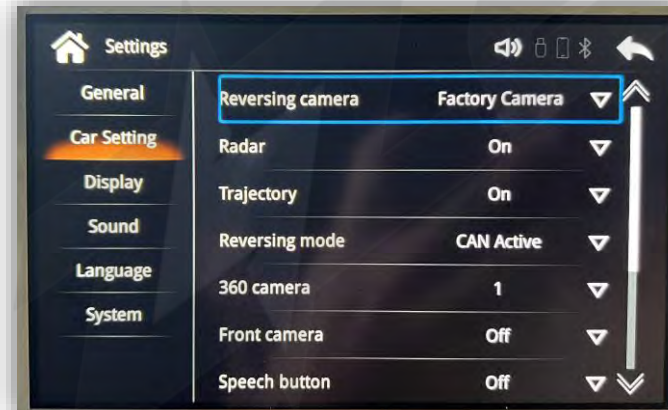 Settings
General
Car Setting
Display
Sound
Language
System
Reversing camera Factory Camera
Radar On
Trajectory On
Reversing mode CAN Active
360 camera 1
Front camera Off
Speech button Off